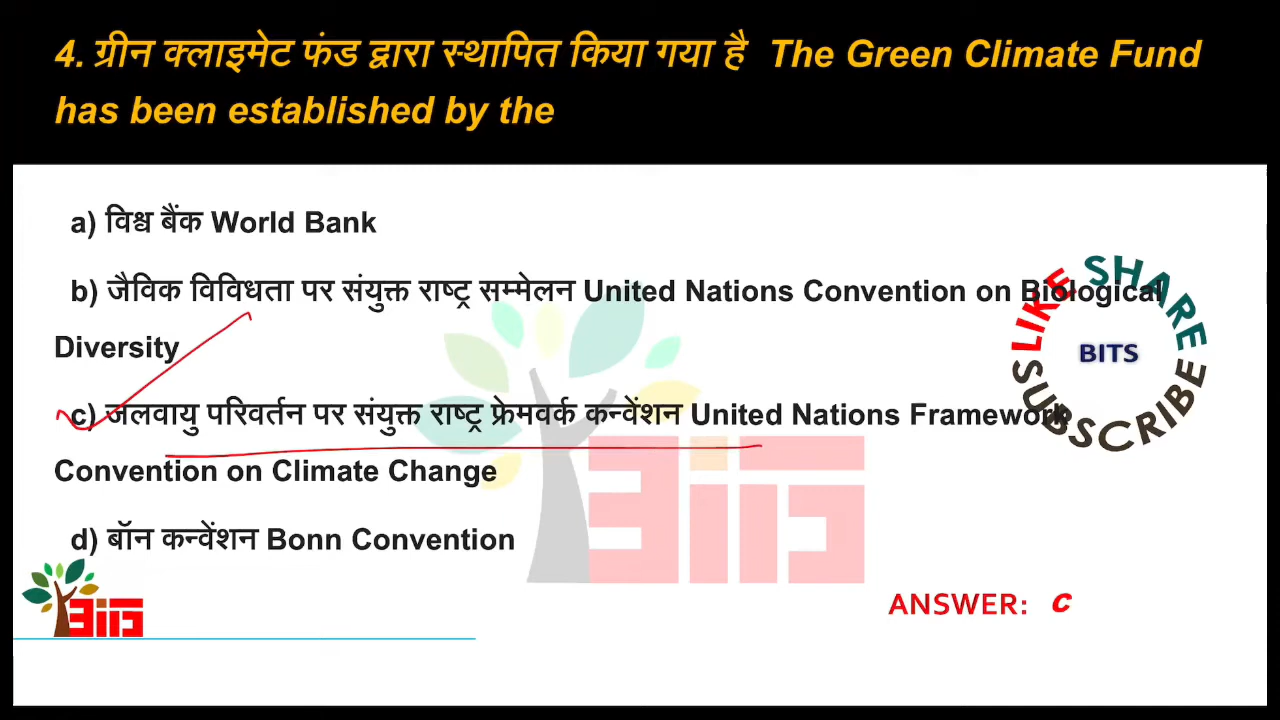 4. ग्रीन क्लाइमेट फंड द्वारा स्थापित किया गया है The Green Climate Fund
has been established by the
a) विश्व बैंक World Bank
b) जैविक विविधता पर संयुक्त राष्ट्र सम्मेलन United Nations Convention on Biological
Diversity
c) जलवायु परिवर्तन पर संयुक्त राष्ट्र फ्रेमवर्क कन्वेंशन United Nations Framework
Convention on Climate Change
d) बॉन कन्वेंशन Bonn Convention
LIKE SHARE SUBSCRIBE
BITS
ANSWER: C